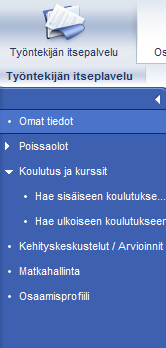 Työntekijän itsepalvelu
Os
Työntekijän itseplavelu
Omat tiedot
Poissaolot
Koulutus ja kurssit
Hae sisäiseen koulutukse...
Hae ulkoiseen koulutukseen
Kehityskeskustelut / Arvioinnit
Matkahallinta
Osaamisprofiili